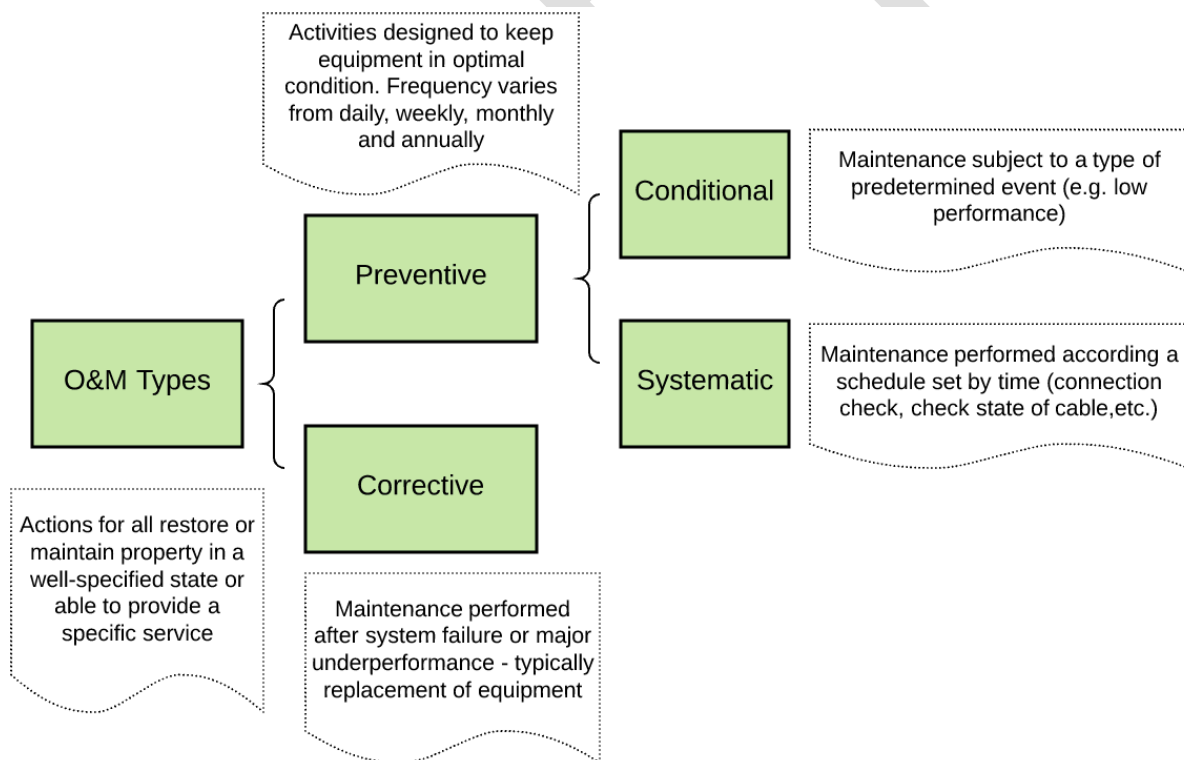 Activities designed to keep
equipment in optimal
condition. Frequency varies
from daily, weekly, monthly
and annually
Conditional
Maintenance subject to a type of
predetermined event (e.g. low
performance)
Preventive
O&M Types
Systematic
Maintenance performed according a
schedule set by time (connection
check, check state of cable,etc.)
Corrective
Actions for all restore or
maintain property in a
well-specified state or
able to provide a
specific service
Maintenance performed
after system failure or major
underperformance - typically
replacement of equipment